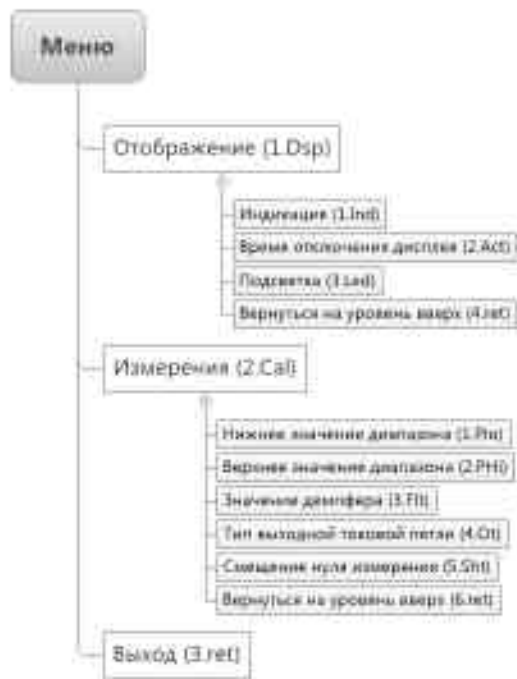 Меню
Отображение (1.Dsp)
Индикация (1.Ind)
Время отключения дисплея (2.Act)
Подсветка (3.Led)
Вернуться на уровень вверх (4.ret)
Измерения (2.Cal)
Нижнее значение диапазона
Верхнее значение диапазона (2.PHi)
Значение демпфера (3.Flt)
Тип выходной токовой петли (4.Ot)
Смещение нуля измерения (5.Sht)
Вернуться на уровень вверх (6.ret)
Выход (3.ret)